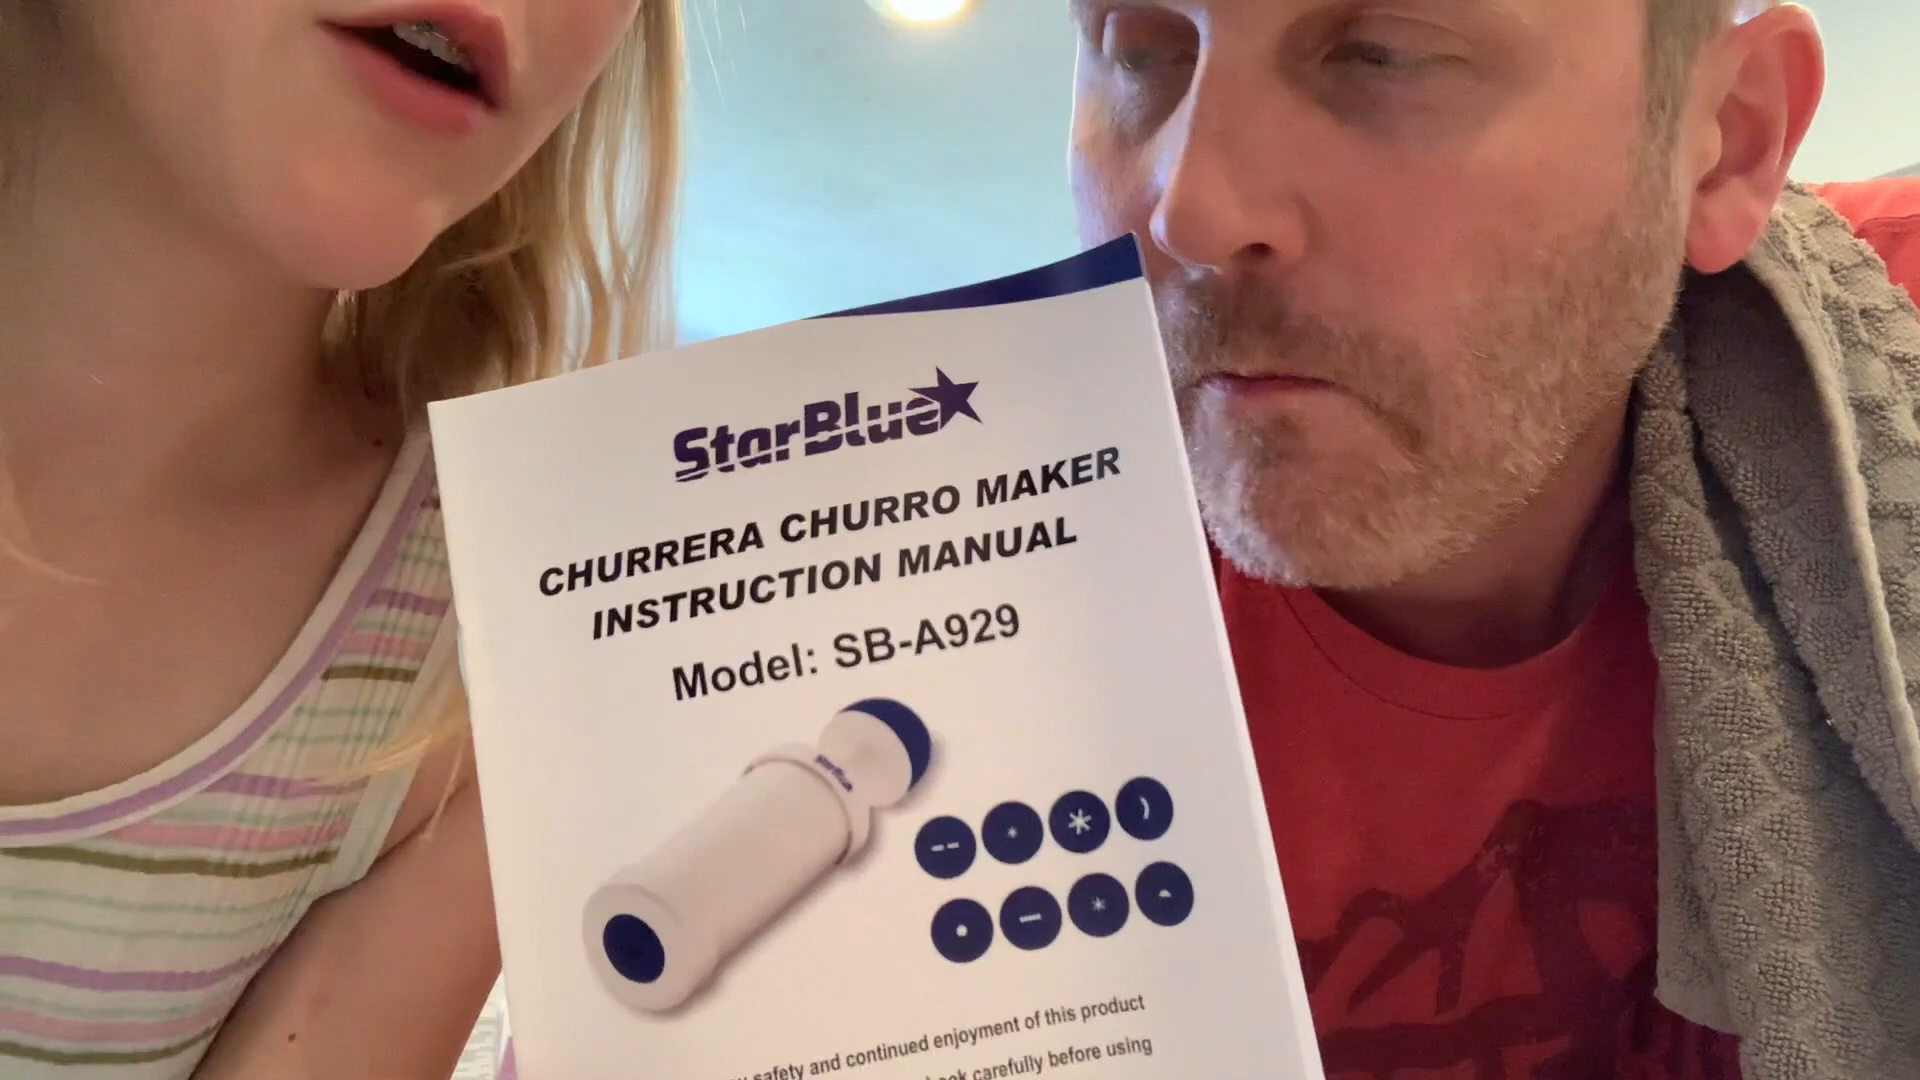 StarBlue
CHURRERA CHURRO MAKER
INSTRUCTION MANUAL
Model: SB-A929
StarBlue
safety and continued enjoyment of this product
carefully before using